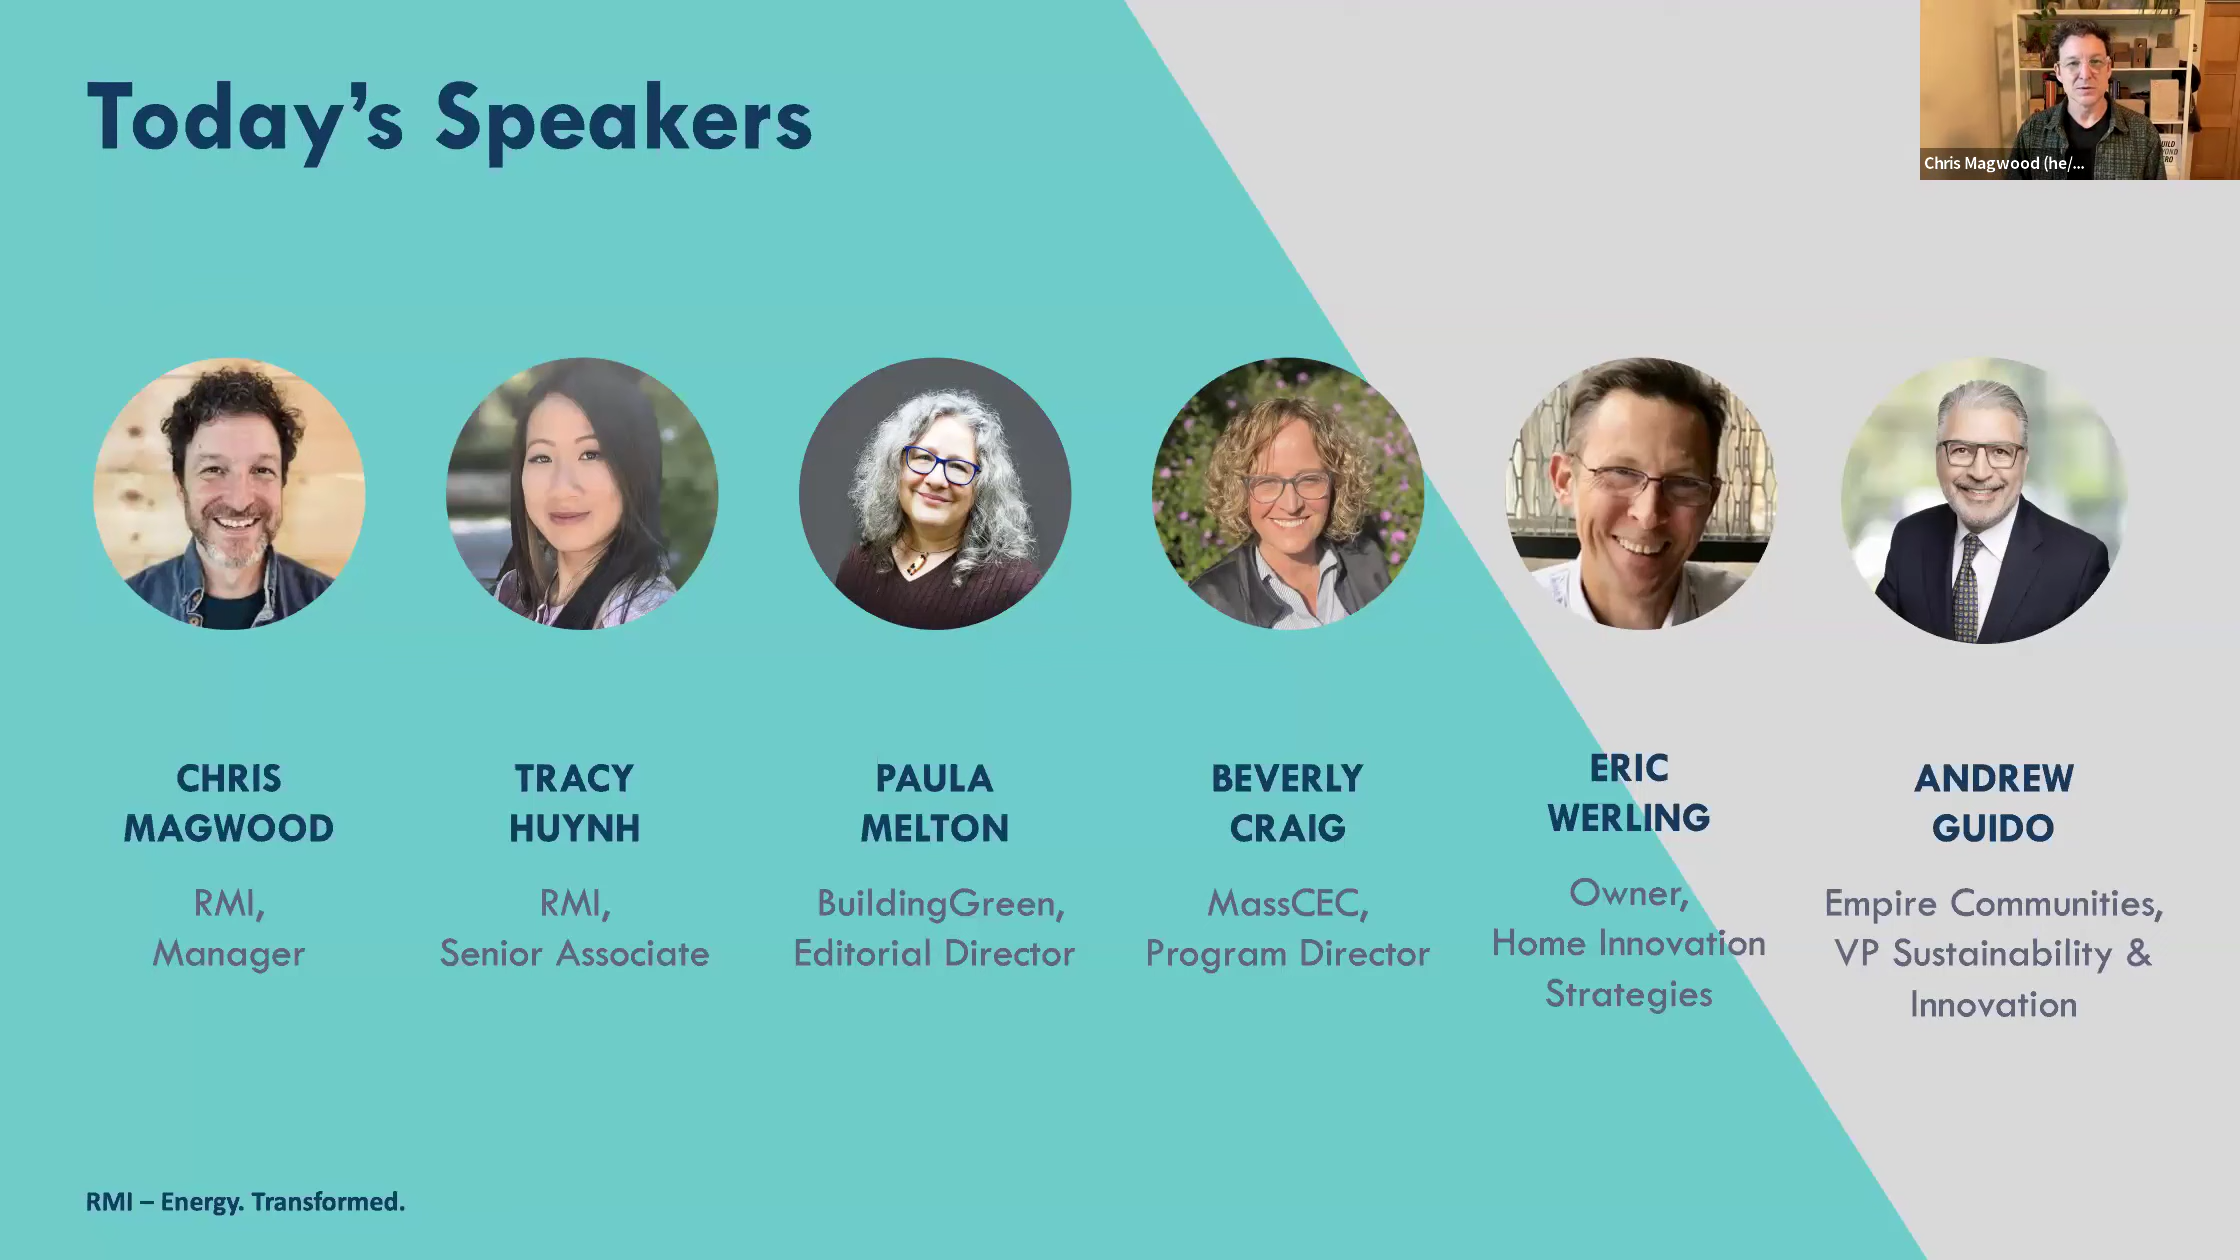 Today's Speakers
Chris Magwood (he/...
CHRIS
MAGWOOD
RMI,
Manager
TRACY
HUYNH
RMI,
Senior Associate
PAULA
MELTON
BuildingGreen,
Editorial Director
BEVERLY
CRAIG
MassCEC,
Program Director
ERIC
WERLING
Owner,
Home Innovation
Strategies
ANDREW
GUIDO
Empire Communities,
VP Sustainability &
Innovation
RMI – Energy. Transformed.